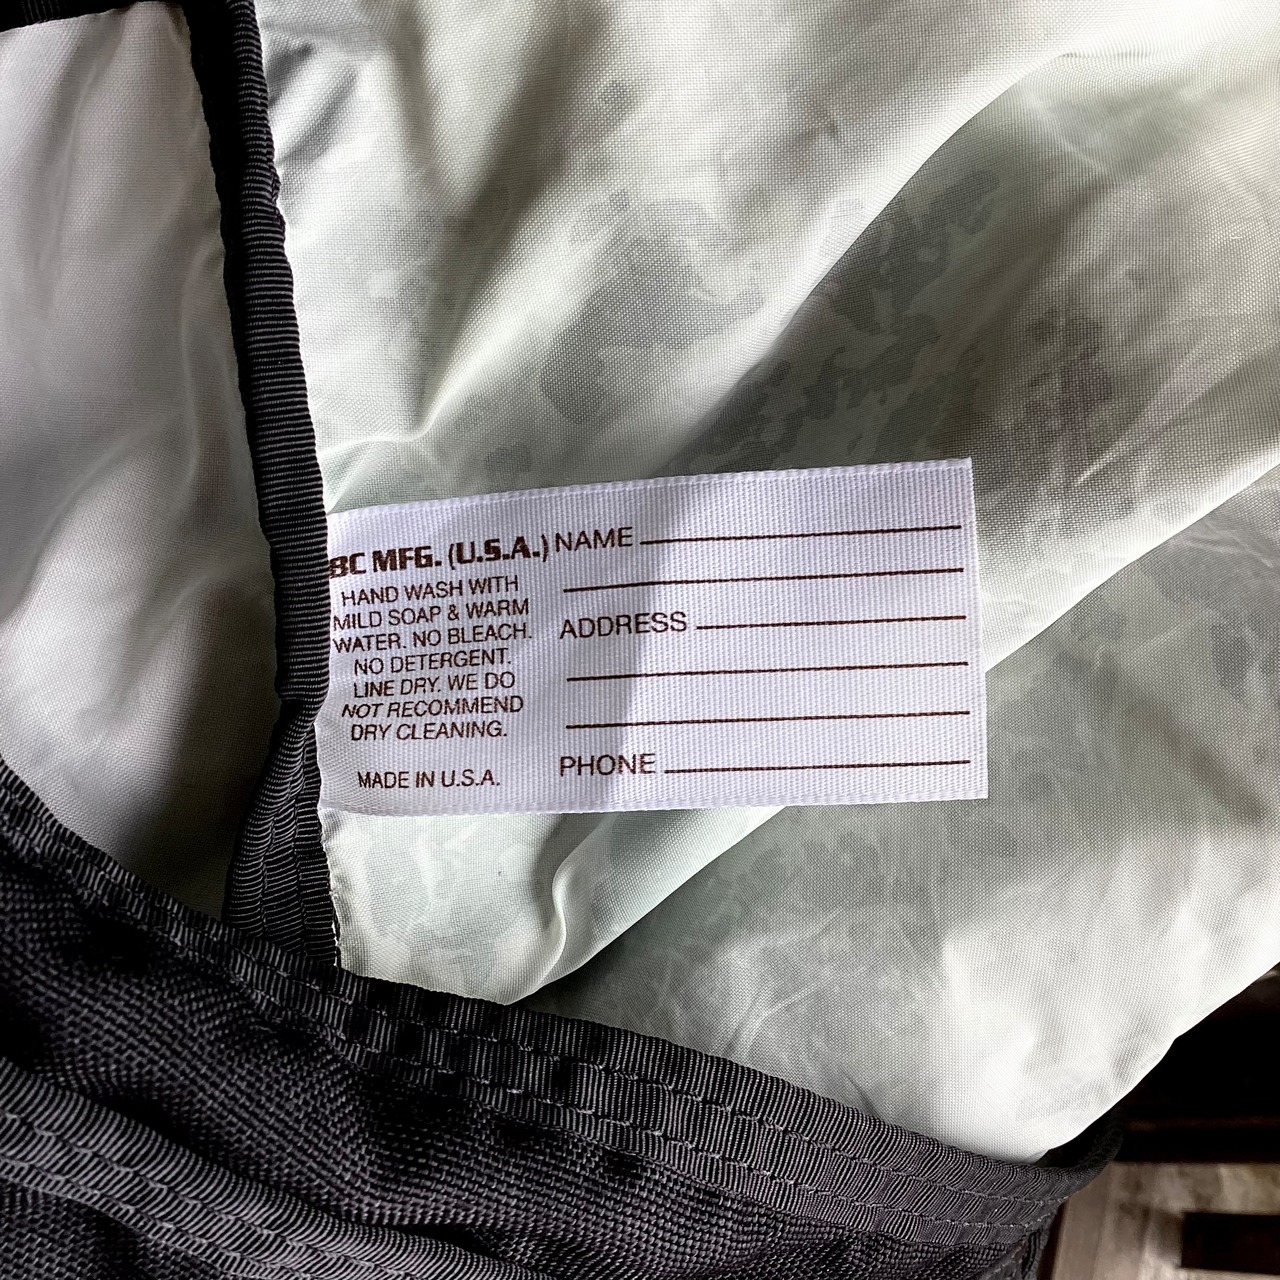 BC MFG. (U.S.A.)
HAND WASH WITH
MILD SOAP & WARM
WATER. NO BLEACH.
NO DETERGENT.
LINE DRY. WE DO
NOT RECOMMEND
DRY CLEANING.
MADE IN U.S.A.
NAME
ADDRESS
PHONE